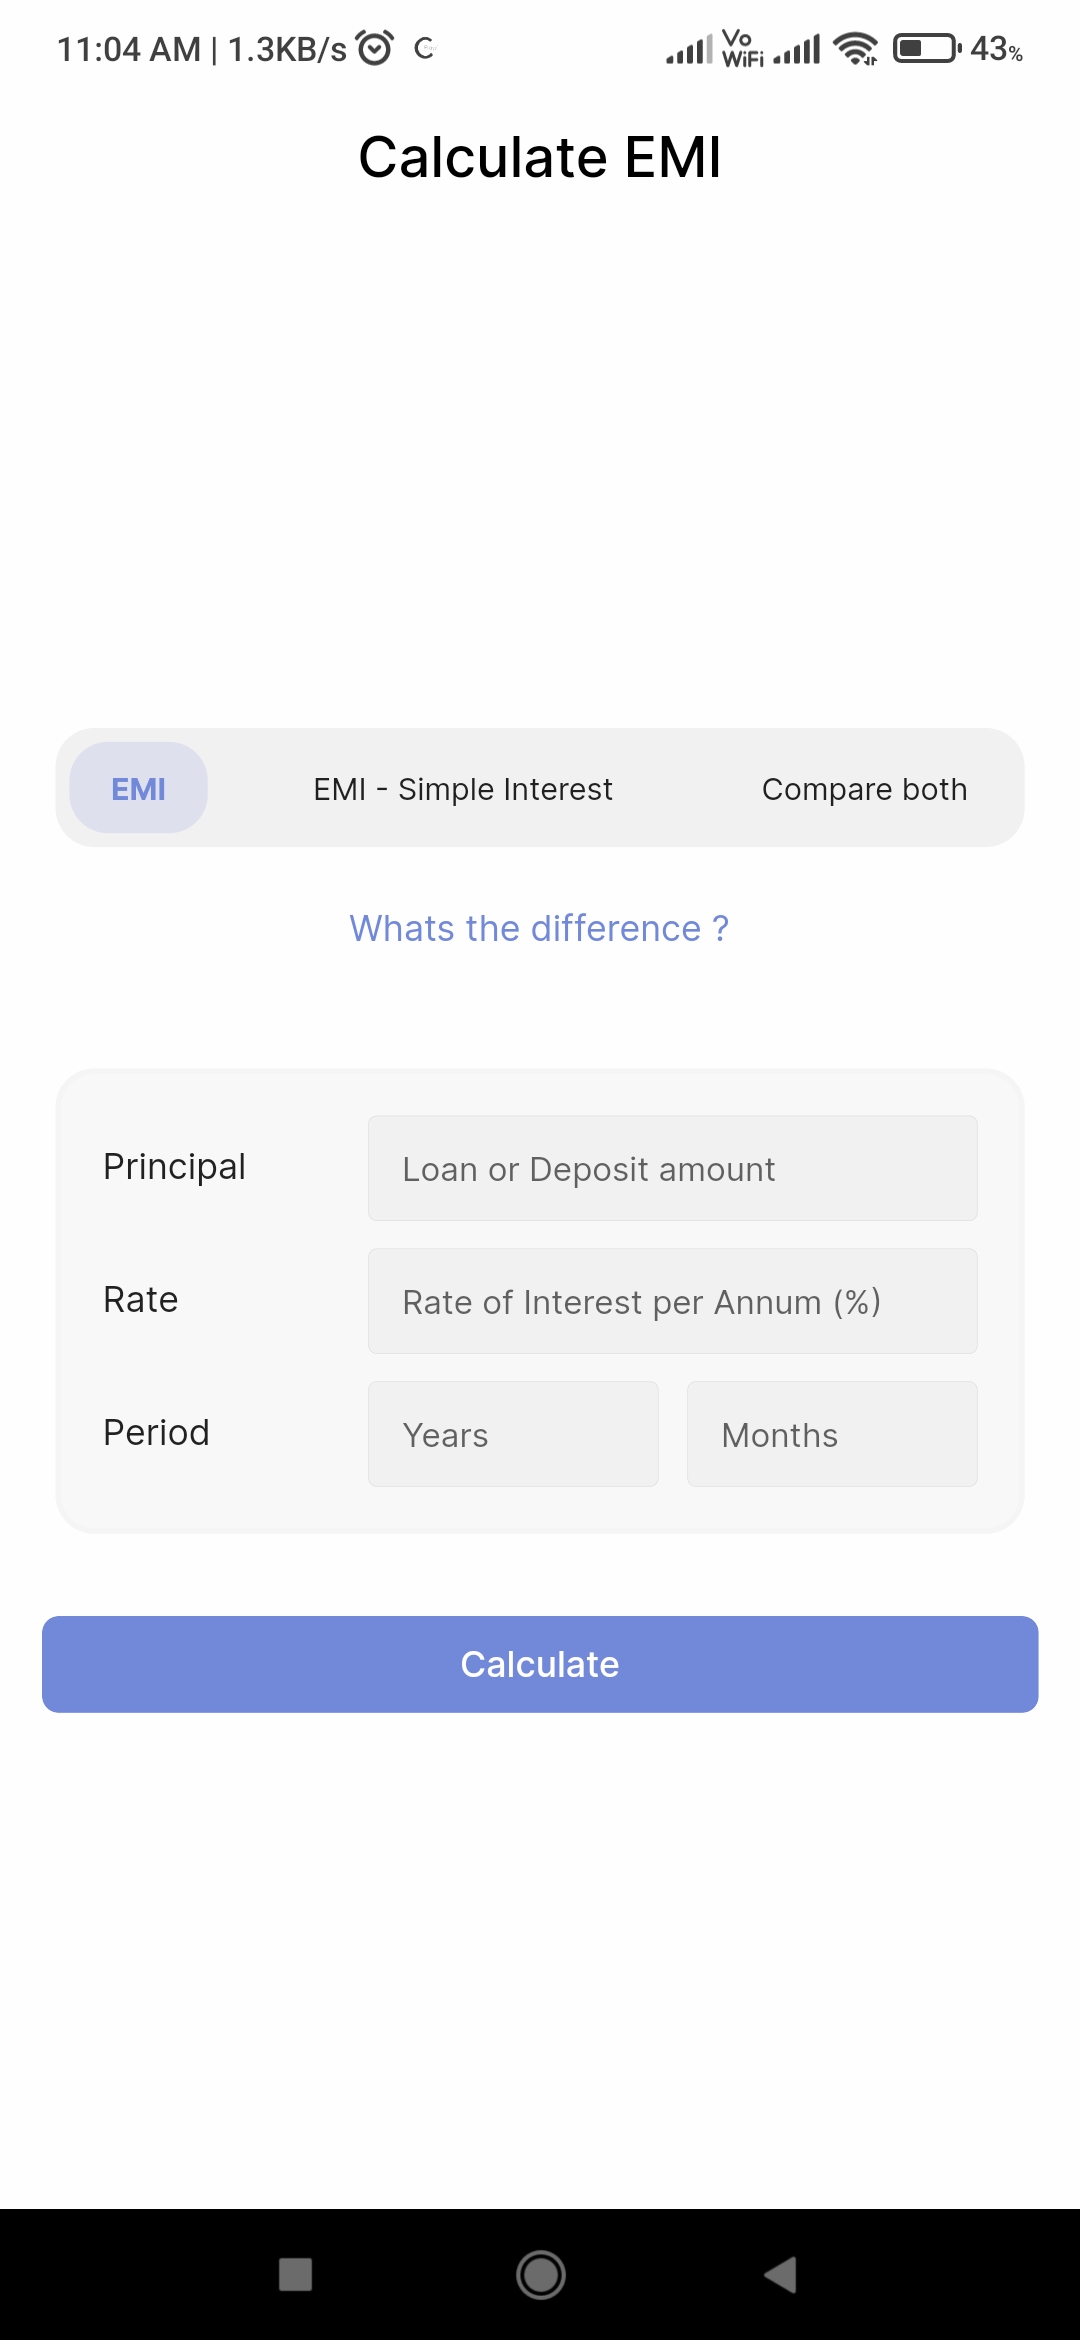 11:04 AM | 1.3KB/s Vo WiFi 43%
Calculate EMI
EMI EMI - Simple Interest Compare both
Whats the difference ?
Principal Loan or Deposit amount
Rate Rate of Interest per Annum (%)
Period Years Months
Calculate